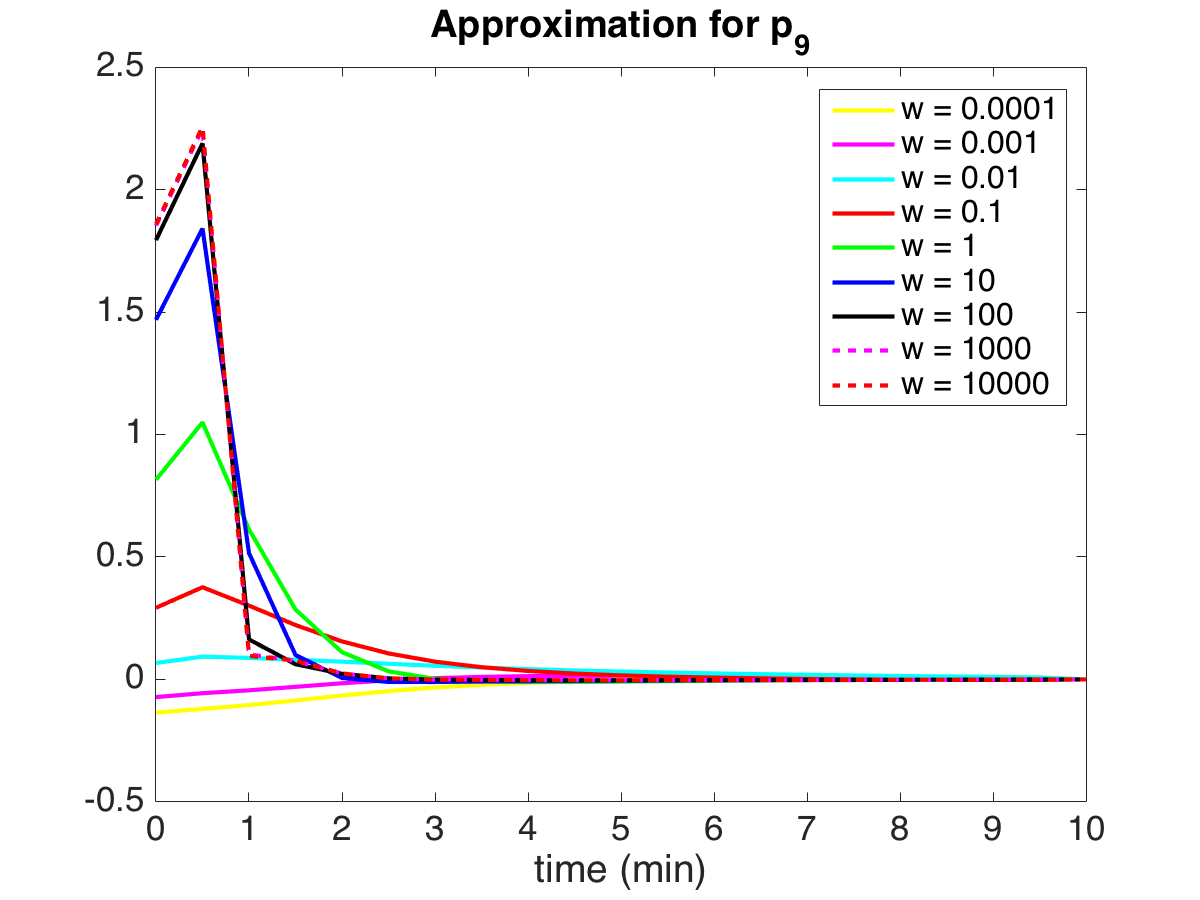 Approximation for p9
2.5
2
1.5
1
0.5
0
-0.5
w = 0.0001
w = 0.001
w = 0.01
w = 0.1
w = 1
w = 10
w = 100
w = 1000
w = 10000
0 1 2 3 4 5 6 7 8 9 10
time (min)